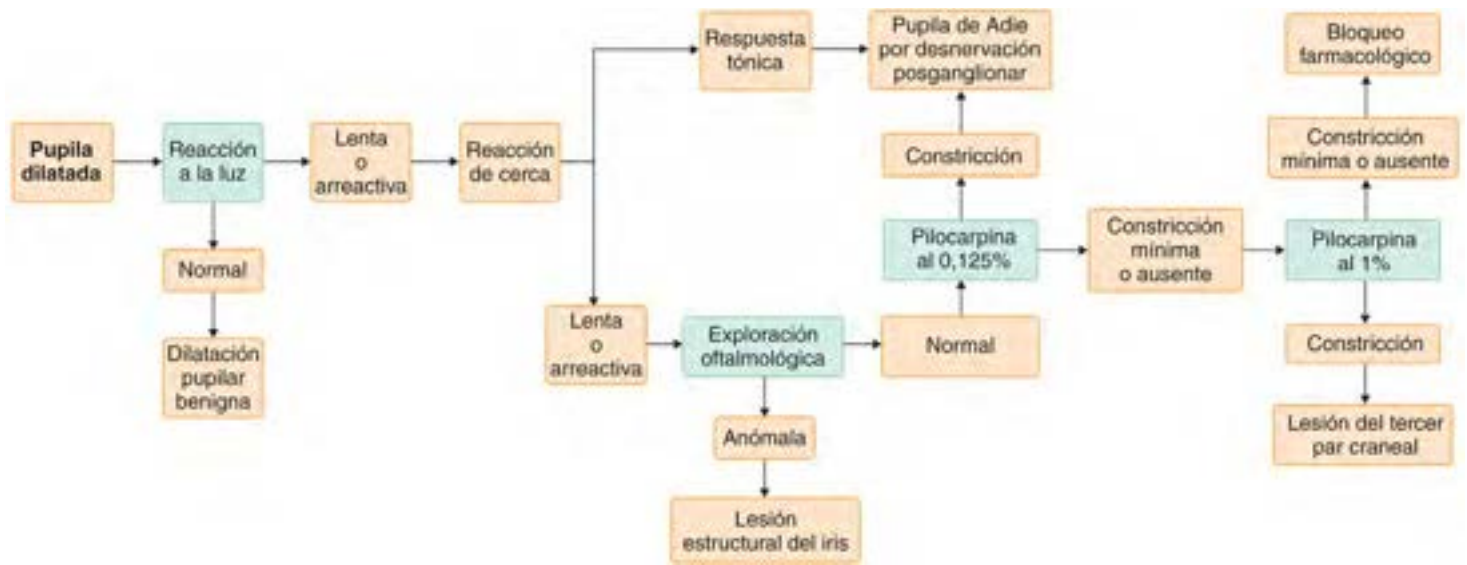 Pupila
dilatada
Reacción
a la luz
Normal
Dilatación
pupilar
benigna
Lenta
o
arreactiva
Reacción
de cerca
Respuesta
tónica
Pupila de Adie
por desnervación
posganglionar
Lenta
o
arreactiva
Exploración
oftalmológica
Anómala
Lesión
estructural del iris
Normal
Pilocarpina
al 0,125%
Constricción
Constricción
mínima
o ausente
Pilocarpina
al 1%
Constricción
mínima o ausente
Bloqueo
farmacológico
Constricción
Lesión del tercer
par craneal